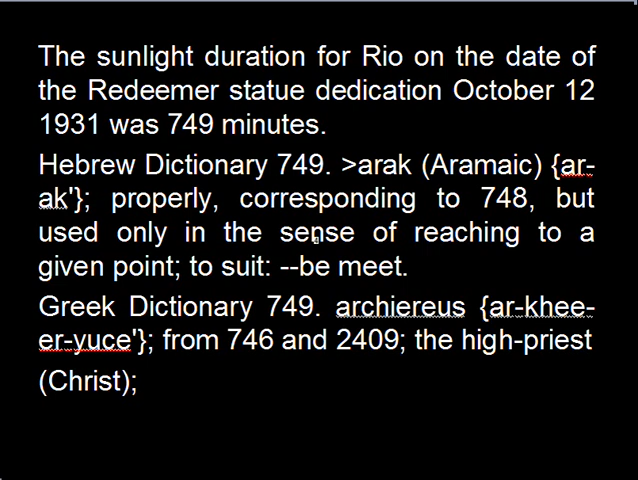 The sunlight duration for Rio on the date of
the Redeemer statue dedication October 12
1931 was 749 minutes.
Hebrew Dictionary 749. >arak (Aramaic) {ar-
ak'}; properly, corresponding to 748, but
used only in the sense of reaching to a
given point; to suit: --be meet.
Greek Dictionary 749. archiereus {ar-khee-
er-yuce'}; from 746 and 2409; the high-priest
(Christ);